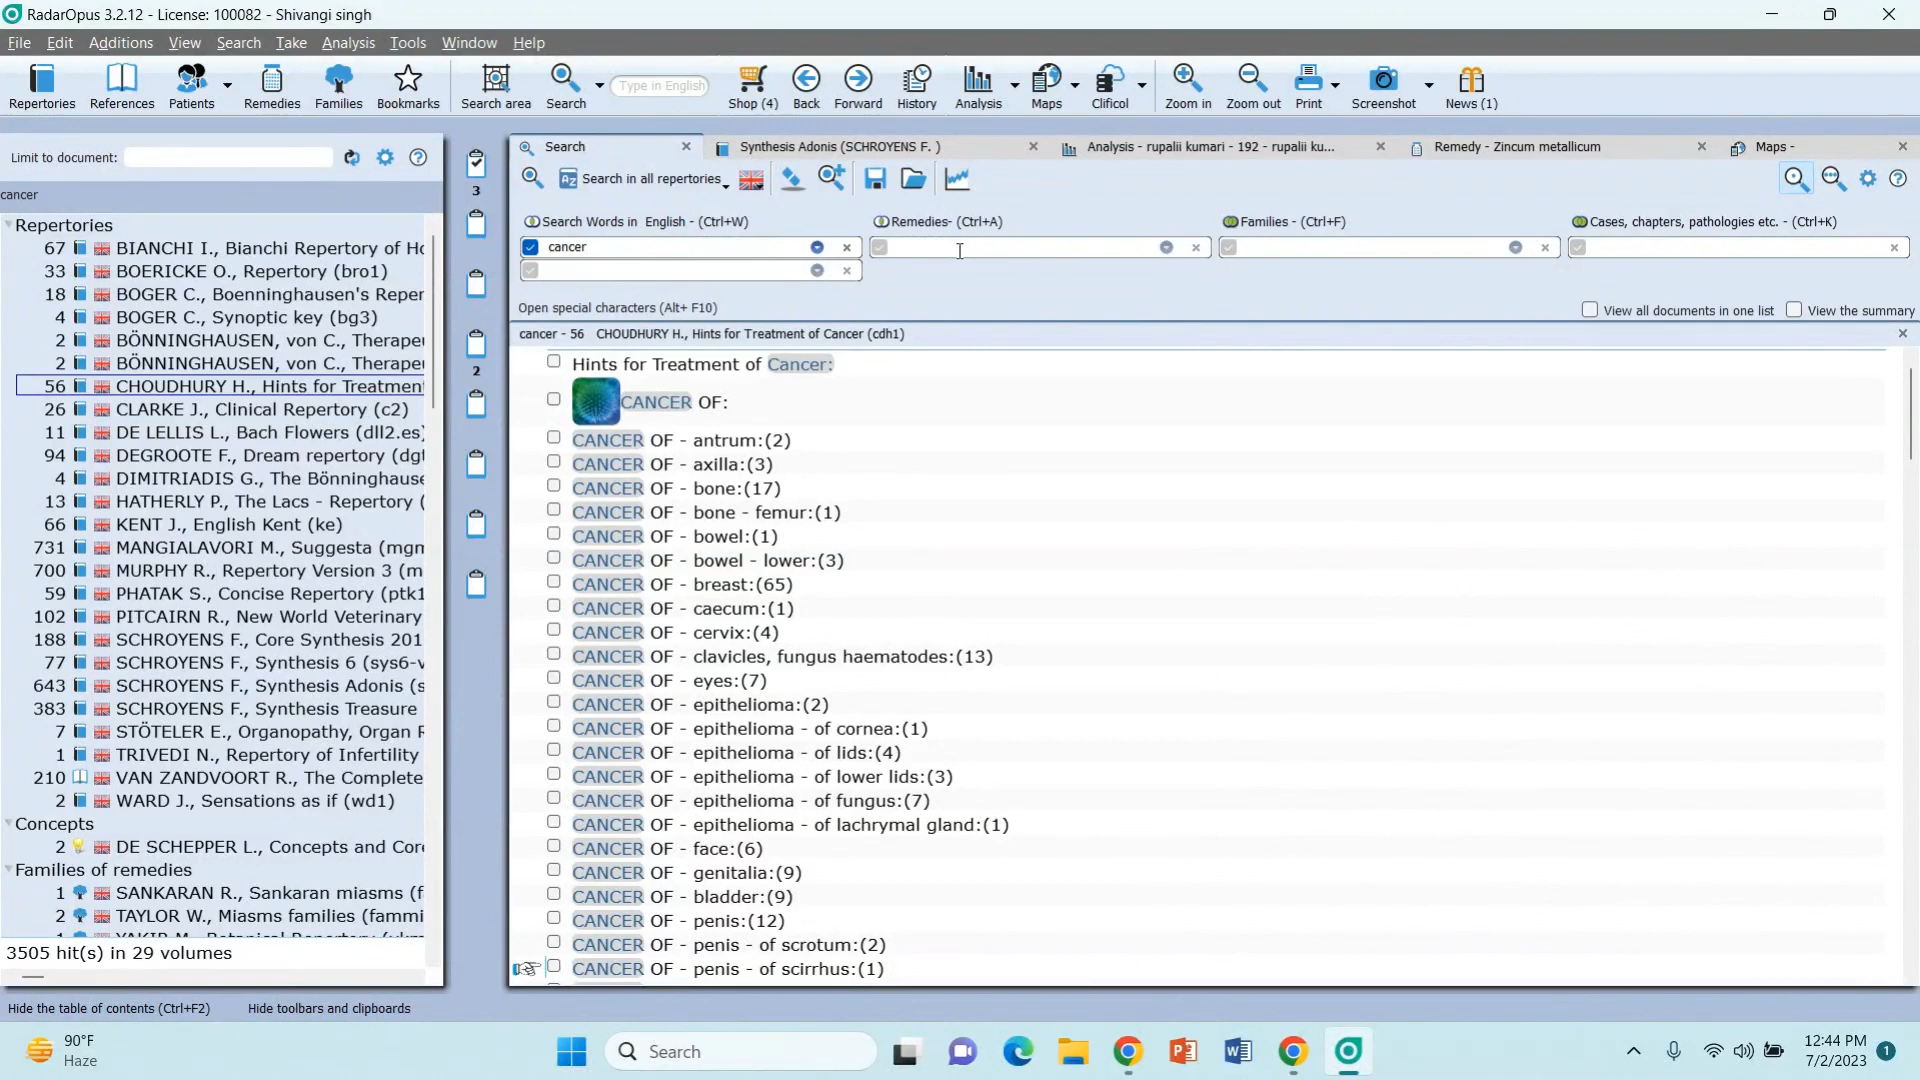 RadarOpus 3.2.12 - License: 100082 - Shivangi singh
File Edit Additions View Search Take Analysis Tools Window Help
Repertories References Patients Remedies Families Bookmarks Search area Search Type in English Shop (4) Back Forward History Analysis Maps Clificol Zoom in Zoom out Print Screenshot News (1)
Limit to document:
cancer
Repertories
67 BIANCHI I., Bianchi Repertory of Ho
33 BOERICKE O., Repertory (bro1)
18 BOGER C., Boenninghausen's Reper
4 BOGER C., Synoptic key (bg3)
2 BÖNNINGHAUSEN, von C., Therape
2 BÖNNINGHAUSEN, von C., Therape
56 CHOUDHURY H., Hints for Treatment
26 CLARKE J., Clinical Repertory (c2)
11 DE LELLIS L., Bach Flowers (dll2.es)
94 DEGROOTE F., Dream repertory (dgt
4 DIMITRIADIS G., The Bönninghause
13 HATHERLY P., The Lacs - Repertory (
66 KENT J., English Kent (ke)
731 MANGIALAVORI M., Suggesta (mgm
700 MURPHY R., Repertory Version 3 (m
59 PHATAK S., Concise Repertory (ptk1
102 PITCAIRN R., New World Veterinary
188 SCHROYENS F., Core Synthesis 201
77 SCHROYENS F., Synthesis 6 (sys6-v
643 SCHROYENS F., Synthesis Adonis (s
383 SCHROYENS F., Synthesis Treasure
7 STÖTELER E., Organopathy, Organ R
1 TRIVEDI N., Repertory of Infertility
210 VAN ZANDVOORT R., The Complete
2 WARD J., Sensations as if (wd1)
Concepts
2 DE SCHEPPER L., Concepts and Core
Families of remedies
1 SANKARAN R., Sankaran miasms (f
2 TAYLOR W., Miasms families (fammi
3505 hit(s) in 29 volumes
3
2
Search Synthesis Adonis (SCHROYENS F. ) Analysis - rupalii kumari - 192 - rupalii ku... Remedy - Zincum metallicum Maps -
AZ Search in all repertories
Search Words in English - (Ctrl+W) Remedies- (Ctrl+A) Families - (Ctrl+F) Cases, chapters, pathologies etc. - (Ctrl+K)
cancer
Open special characters (Alt+ F10) View all documents in one list View the summary
cancer - 56 CHOUDHURY H., Hints for Treatment of Cancer (cdh1)
Hints for Treatment of Cancer:
CANCER OF:
CANCER OF - antrum:(2)
CANCER OF - axilla:(3)
CANCER OF - bone:(17)
CANCER OF - bone - femur:(1)
CANCER OF - bowel:(1)
CANCER OF - bowel - lower:(3)
CANCER OF - breast:(65)
CANCER OF - caecum:(1)
CANCER OF - cervix:(4)
CANCER OF - clavicles, fungus haematodes:(13)
CANCER OF - eyes:(7)
CANCER OF - epithelioma:(2)
CANCER OF - epithelioma - of cornea:(1)
CANCER OF - epithelioma - of lids:(4)
CANCER OF - epithelioma - of lower lids:(3)
CANCER OF - epithelioma - of fungus:(7)
CANCER OF - epithelioma - of lachrymal gland:(1)
CANCER OF - face:(6)
CANCER OF - genitalia:(9)
CANCER OF - bladder:(9)
CANCER OF - penis:(12)
CANCER OF - penis - of scrotum:(2)
CANCER OF - penis - of scirrhus:(1)
Hide the table of contents (Ctrl+F2) Hide toolbars and clipboards
90°F
Haze
Search
12:44 PM
7/2/2023
1